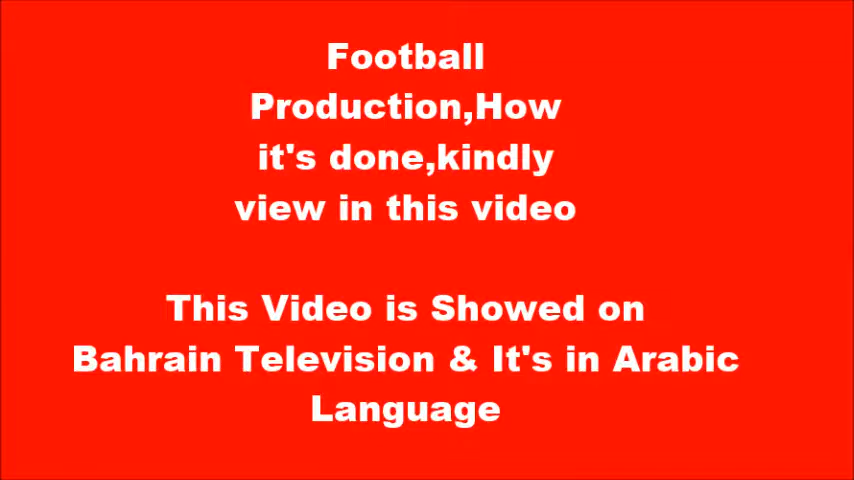 Football
Production,How
it's done,kindly
view in this video
This Video is Showed on
Bahrain Television & It's in Arabic
Language